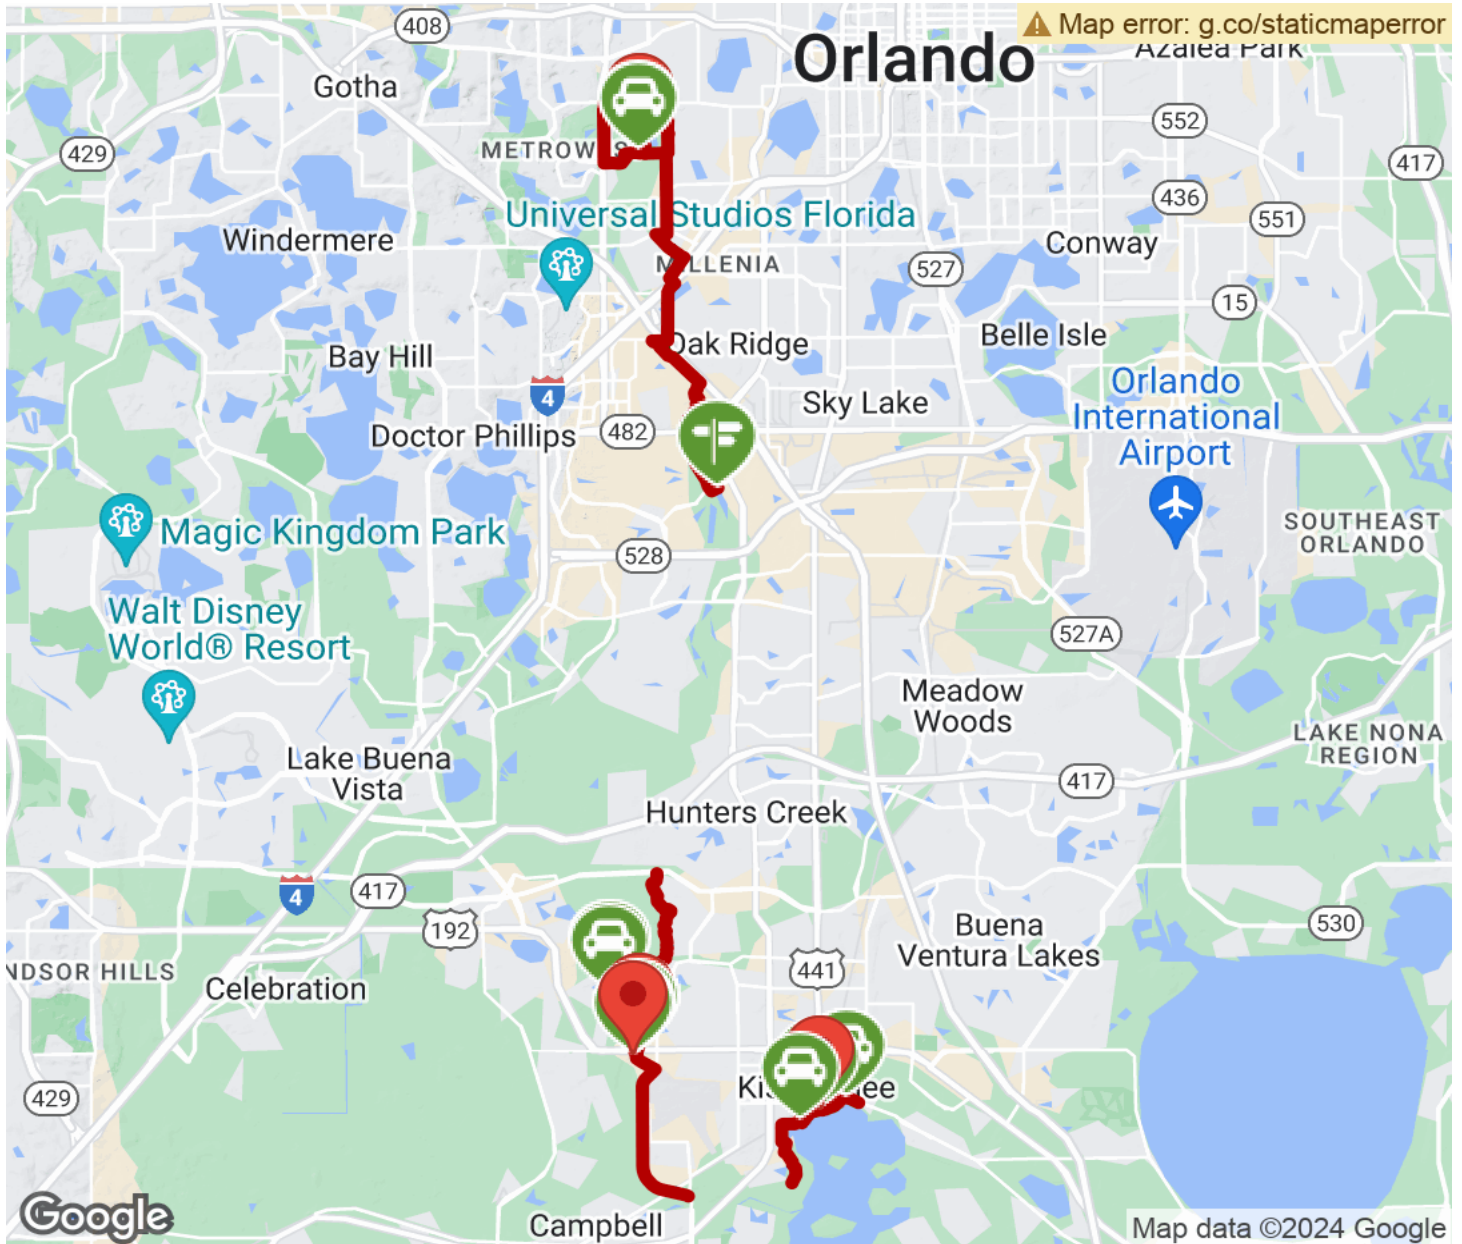 Map error: g.co/staticmaperror
408
Orlando
Azalea Park
Gotha
552
429
METROW S
417
436
551
Universal Studios Florida
Windermere
Conway
MILLENIA
527
15
Bay Hill
Oak Ridge
Belle Isle
4
Orlando
International
Airport
Sky Lake
Doctor Phillips
482
Magic Kingdom Park
SOUTHEAST
ORLANDO
528
Walt Disney
World® Resort
527A
Meadow
Woods
LAKE NONA
REGION
Lake Buena
Vista
417
Hunters Creek
4
417
192
Buena
Ventura Lakes
530
NDSOR HILLS
441
Celebration
Ki ee
429
Campbell
Google
Map data ©2024 Google